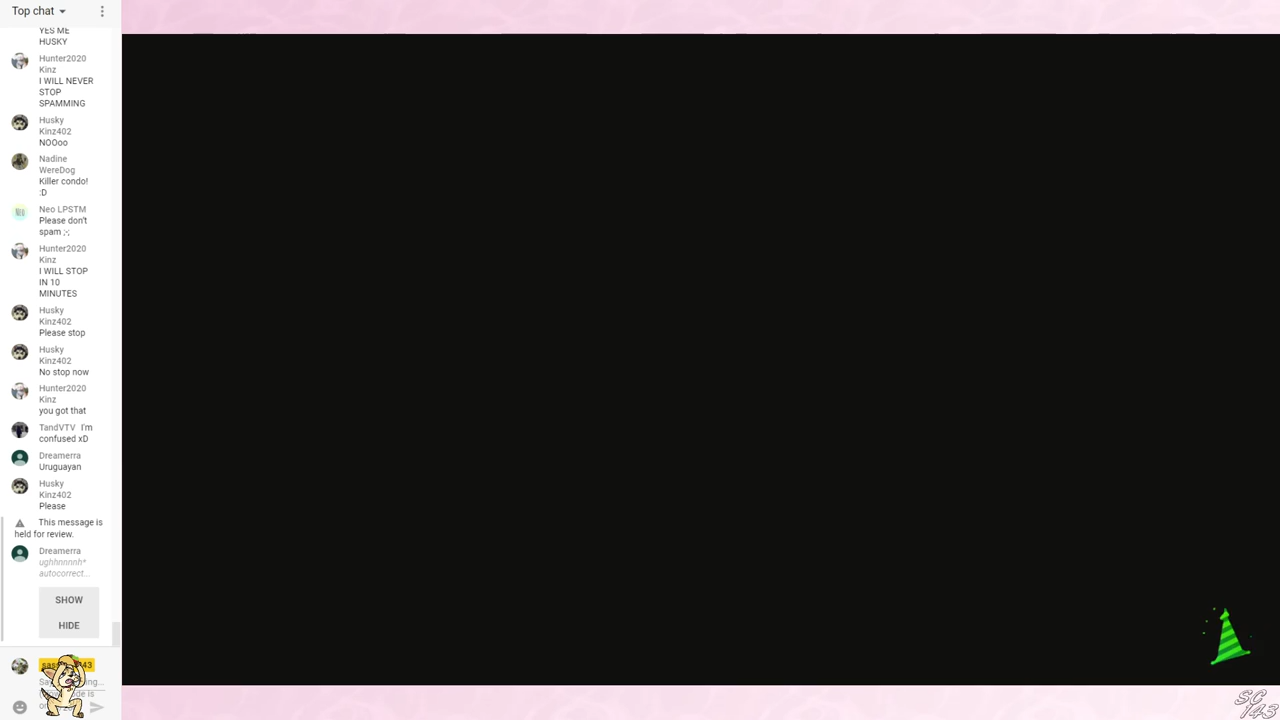 Top chat
YES ME
HUSKY
Hunter2020
Kinz
I WILL NEVER
STOP
SPAMMING
Husky
Kinz402
NOOoo
Nadine
WereDog
Killer condo!
:D
Neo LPSTM
Please don't
spam ;-;
Hunter2020
Kinz
I WILL STOP
IN 10
MINUTES
Husky
Kinz402
Please stop
Husky
Kinz402
No stop now
Hunter2020
Kinz
you got that
TandVTV I'm
confused xD
Dreamerra
Uruguayan
Husky
Kinz402
Please
This message is
held for review.
Dreamerra
ughhnnnnh*
autocorrect...
SHOW
HIDE
SC
143